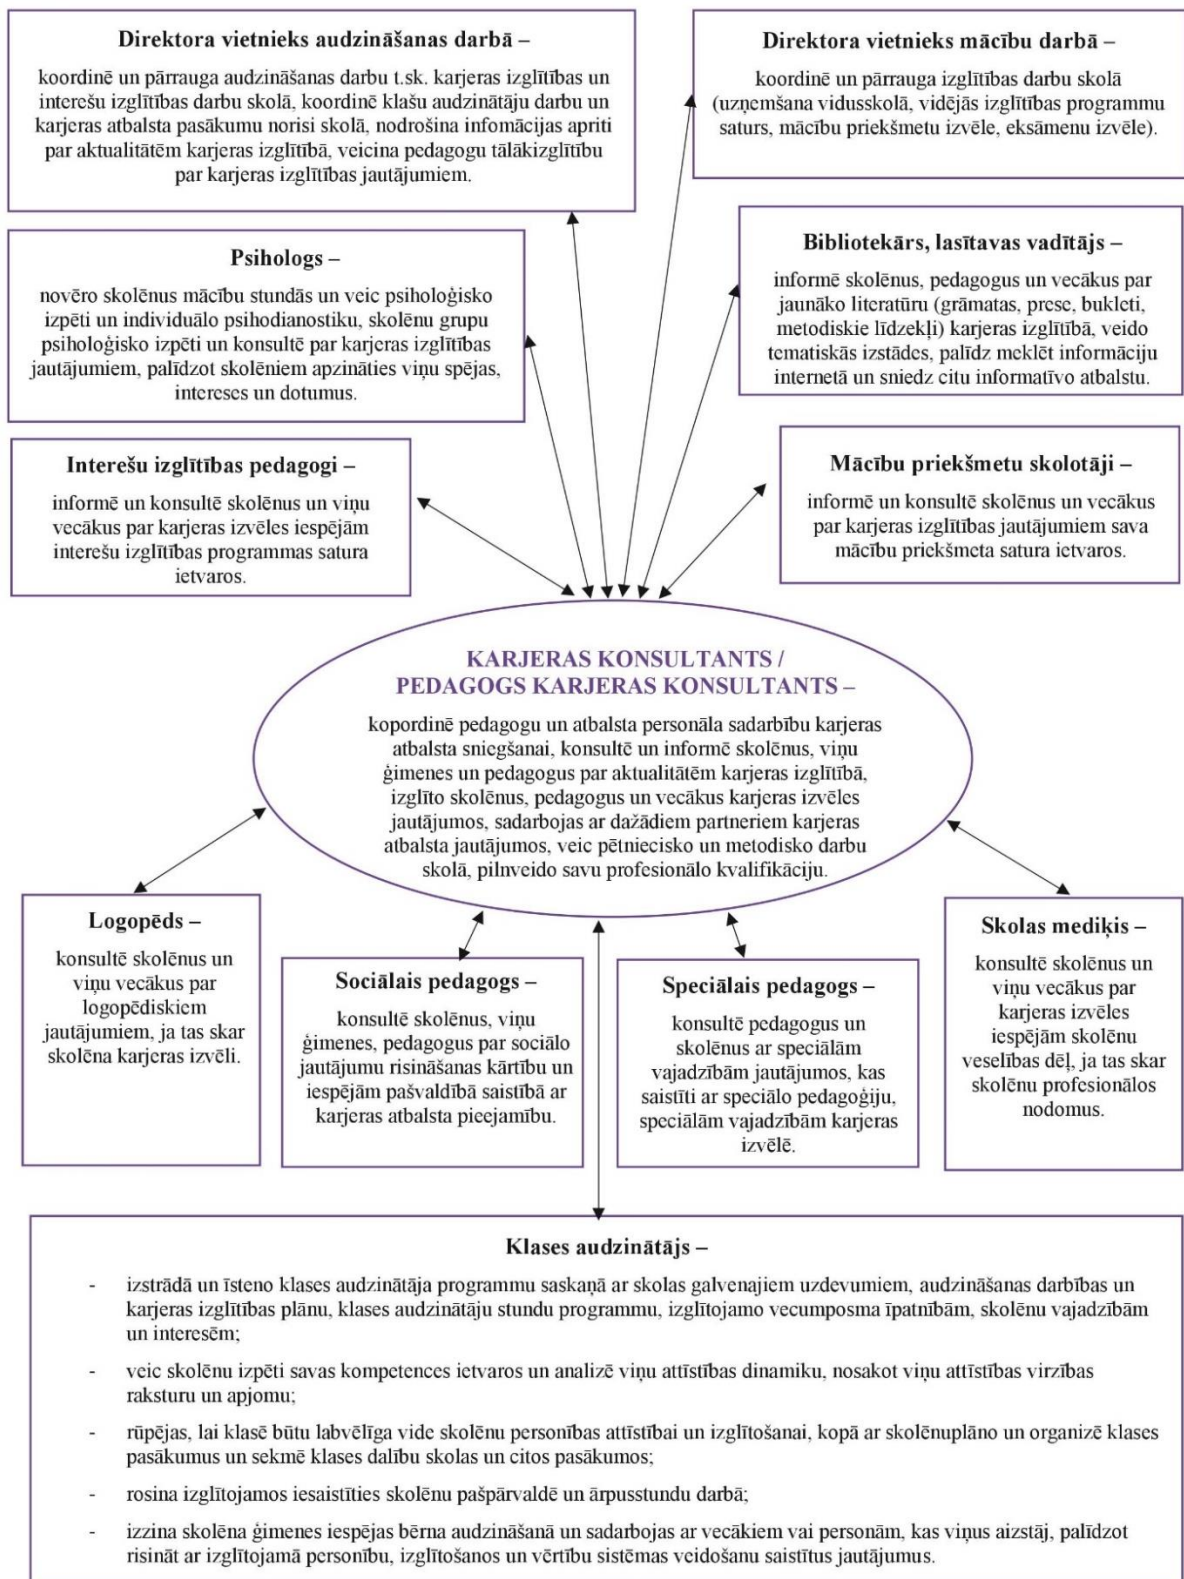 Direktora vietnieks audzināšanas darbā –
koordinē un pārrauga audzināšanas darbu t.sk. karjeras izglītības un
interešu izglītības darbu skolā, koordinē klašu audzinātāju darbu un
karjeras atbalsta pasākumu norisi skolā, nodrošina infomācijas apriti
par aktualitātēm karjeras izglītībā, veicina pedagogu tālākizglītību
par karjeras izglītības jautājumiem.
Direktora vietnieks mācību darbā –
koordinē un pārrauga izglītības darbu skolā
(uzņemšana vidusskolā, vidējās izglītības programmu
saturs, mācību priekšmetu izvēle, eksāmenu izvēle).
Psihologs –
novēro skolēnus mācību stundās un veic psiholoģisko
izpēti un individuālo psihodianostiku, skolēnu grupu
psiholoģisko izpēti un konsultē par karjeras izglītības
jautājumiem, palīdzot skolēniem apzināties viņu spējas,
intereses un dotumus.
Bibliotekārs, lasītavas vadītājs –
informē skolēnus, pedagogus un vecākus par
jaunāko literatūru (grāmatas, prese, bukleti,
metodiskie līdzekļi) karjeras izglītībā, veido
tematiskās izstādes, palīdz meklēt informāciju
internetā un sniedz citu informatīvo atbalstu.
Interešu izglītības pedagogi –
informē un konsultē skolēnus un viņu
vecākus par karjeras izvēles iespējām
interešu izglītības programmas satura
ietvaros.
Mācību priekšmetu skolotāji –
informē un konsultē skolēnus un vecākus
par karjeras izglītības jautājumiem sava
mācību priekšmeta satura ietvaros.
KARJERAS KONSULTANTS /
PEDAGOGS KARJERAS KONSULTANTS –
kopordinē pedagogu un atbalsta personāla sadarbību karjeras
atbalsta sniegšanai, konsultē un informē skolēnus, viņu
ģimenes un pedagogus par aktualitātēm karjeras izglītībā,
izglīto skolēnus, pedagogus un vecākus karjeras izvēles
jautājumos, sadarbojas ar dažādiem partneriem karjeras
atbalsta jautājumos, veic pētniecisko un metodisko darbu
skolā, pilnveido savu profesionālo kvalifikāciju.
Logopēds –
konsultē skolēnus un
viņu vecākus par
logopēdiskiem
jautājumiem, ja tas skar
skolēna karjeras izvēli.
Sociālais pedagogs –
konsultē skolēnus, viņu
ģimenes, pedagogus par sociālo
jautājumu risināšanas kārtību un
iespējām pašvaldībā saistībā ar
karjeras atbalsta pieejamību.
Speciālais pedagogs –
konsultē pedagogus un
skolēnus ar speciālām
vajadzībām jautājumos, kas
saistīti ar speciālo pedagoģiju,
speciālām vajadzībām karjeras
izvēlē.
Skolas mediķis –
konsultē skolēnus un
viņu vecākus par
karjeras izvēles
iespējām skolēnu
veselības dēļ, ja tas skar
skolēnu profesionālos
nodomus.
Klases audzinātājs –
- izstrādā un īsteno klases audzinātāja programmu saskaņā ar skolas galvenajiem uzdevumiem, audzināšanas darbības un
karjeras izglītības plānu, klases audzinātāju stundu programmu, izglītojamo vecumposma īpatnībām, skolēnu vajadzībām
un interesēm;
- veic skolēnu izpēti savas kompetences ietvaros un analizē viņu attīstības dinamiku, nosakot viņu attīstības virzības
raksturu un apjomu;
- rūpējas, lai klasē būtu labvēlīga vide skolēnu personības attīstībai un izglītošanai, kopā ar skolēnuplāno un organizē klases
pasākumus un sekmē klases dalību skolas un citos pasākumos;
- rosina izglītojamos iesaistīties skolēnu pašpārvaldē un ārpusstundu darbā;
- izzina skolēna ģimenes iespējas bērna audzināšanā un sadarbojas ar vecākiem vai personām, kas viņus aizstāj, palīdzot
risināt ar izglītojamā personību, izglītošanos un vērtību sistēmas veidošanu saistītus jautājumus.